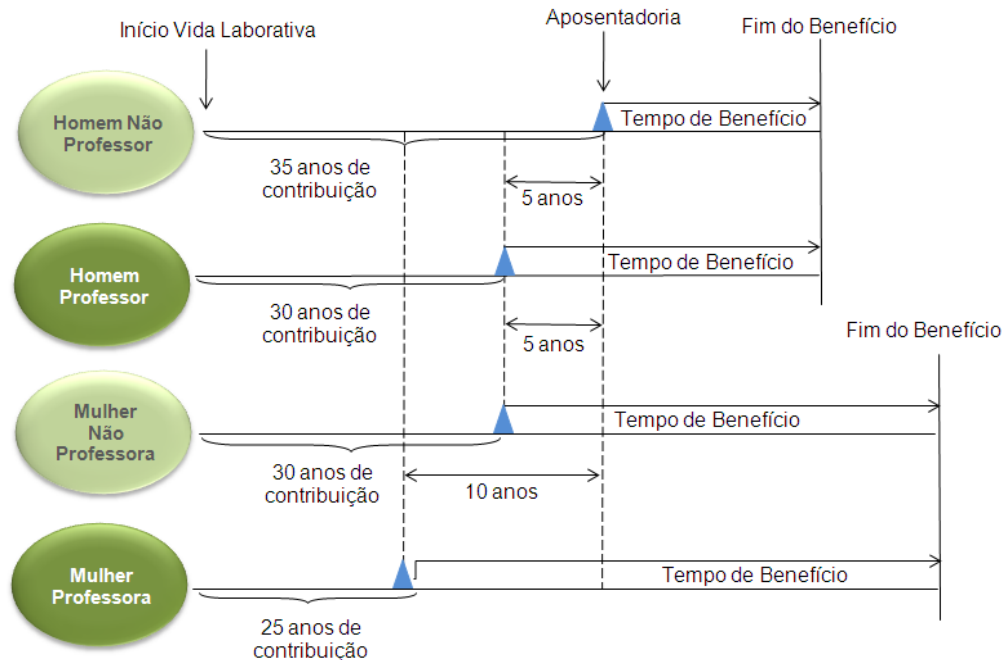 Início Vida Laborativa
Aposentadoria
Fim do Benefício
Homem Não
Professor
Tempo de Benefício
35 anos de
contribuição
5 anos
Homem
Professor
Tempo de Benefício
30 anos de
contribuição
5 anos
Fim do Benefício
Mulher
Não
Professora
Tempo de Benefício
30 anos de
contribuição
10 anos
Mulher
Professora
Tempo de Benefício
25 anos de
contribuição